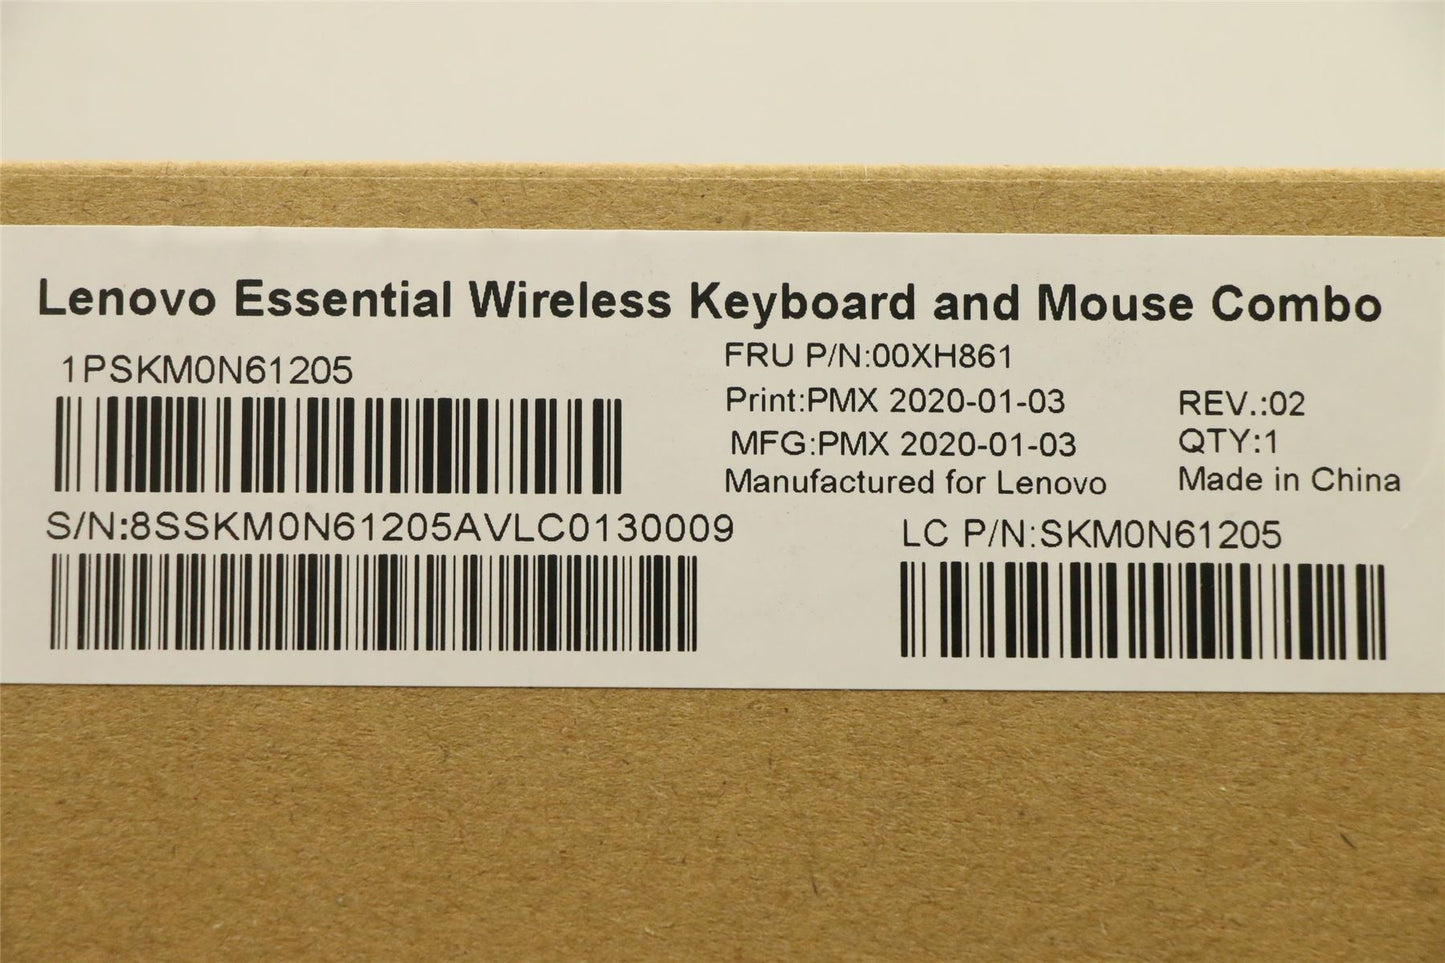 Lenovo Essential Wireless Keyboard and Mouse Combo
1PSKM0N61205
FRU P/N:00XH861
Print:PMX 2020-01-03
REV.:02
MFG:PMX 2020-01-03
QTY:1
Manufactured for Lenovo
Made in China
S/N:8SSKM0N61205AVLC0130009
LC P/N:SKM0N61205